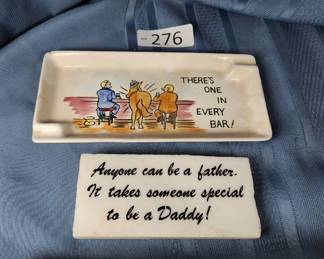 276
THERE'S
ONE
IN
EVERY
BAR!
Anyone can be a father.
It takes someone special
to be a Daddy!